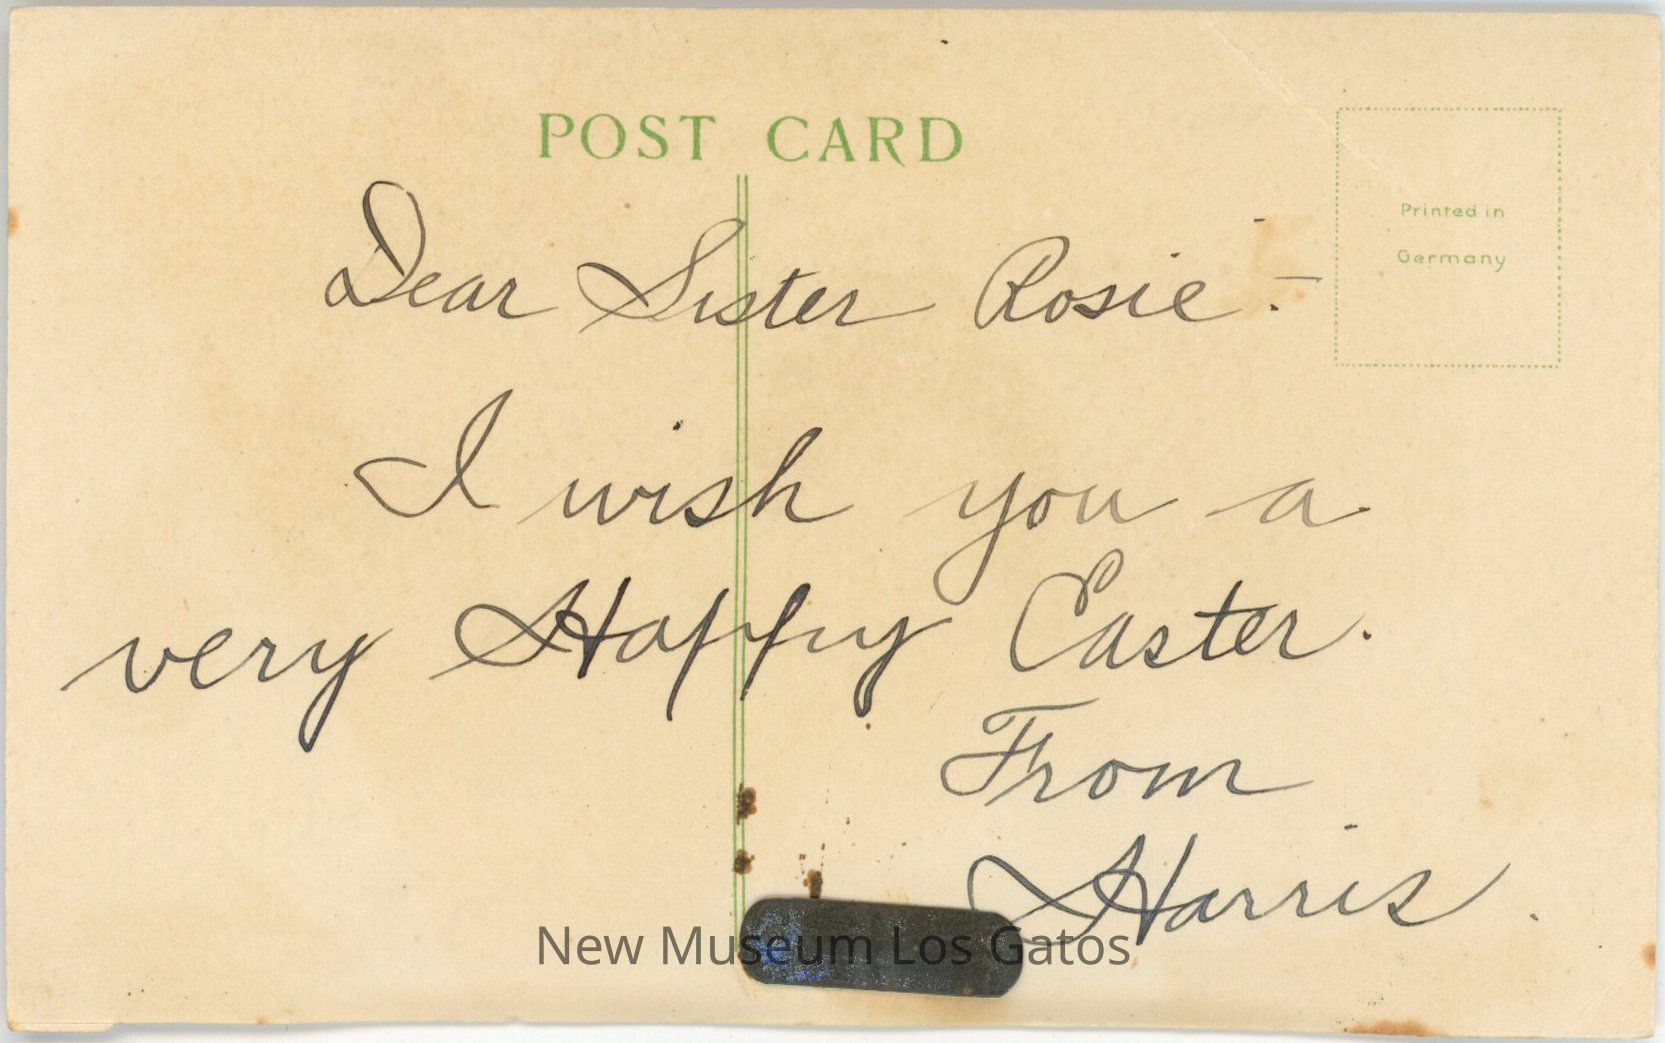 POST CARD
Printed in
Germany
Dear Sister Rosie:-
I wish you a
very Happy Easter.
From
Harris.
New Museum Los Gatos